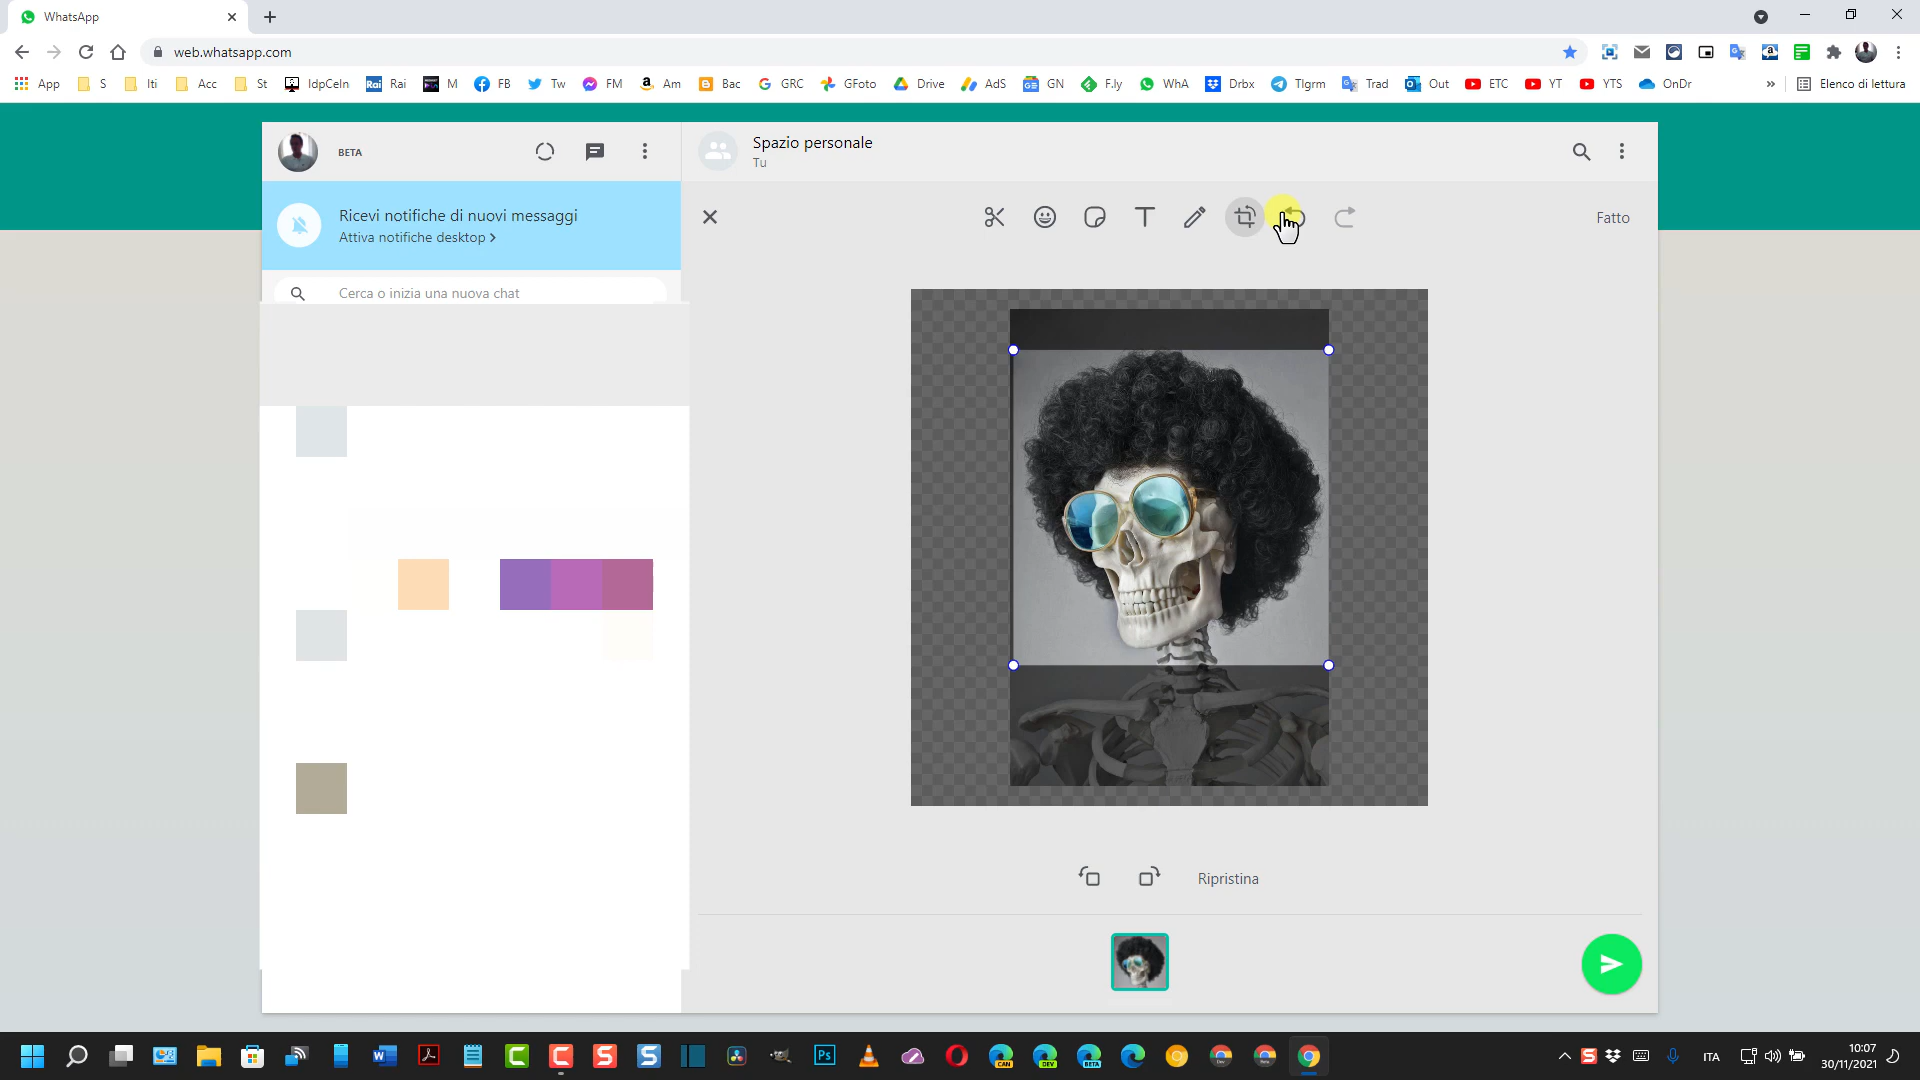 WhatsApp
web.whatsapp.com
App S Iti Acc St IdpCeIn Rai Rai M FB Tw FM Am Bac GRC GFoto Drive AdS GN F.ly WhA Drbx Tlgrm Trad Out ETC YT YTS OnDr » Elenco di lettura
BETA
Spazio personale
Tu
Ricevi notifiche di nuovi messaggi
Attiva notifiche desktop >
Cerca o inizia una nuova chat
Fatto
Ripristina
ITA
10:07
30/11/2021